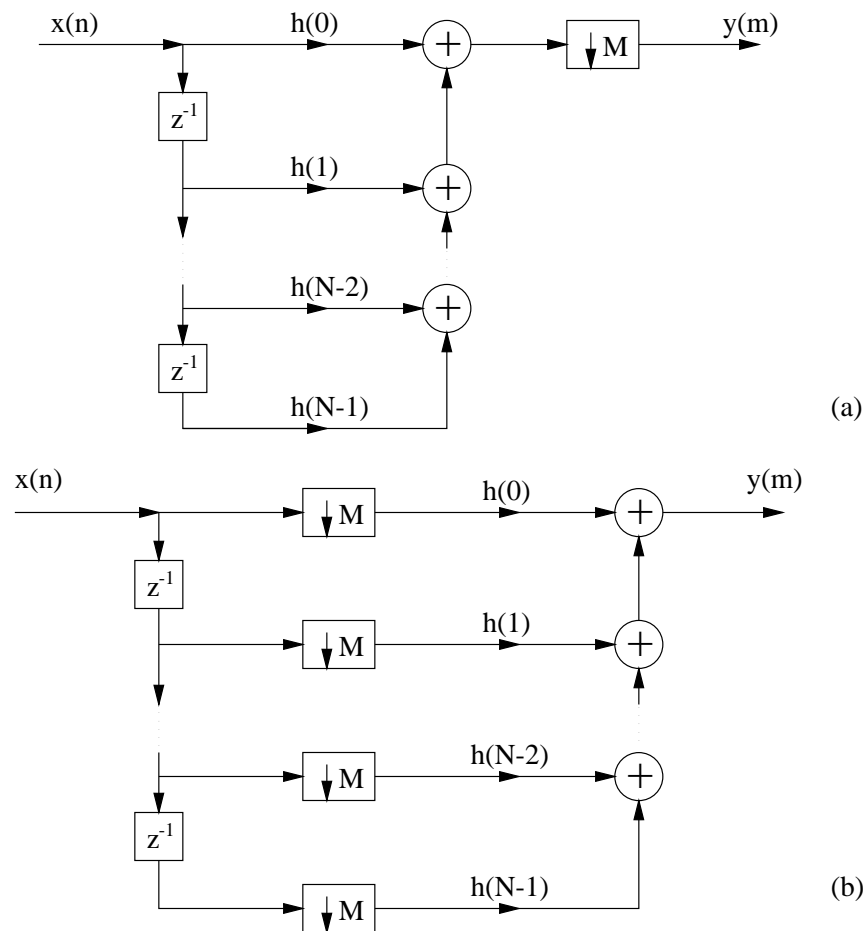 x(n) h(0) y(m)
+ M
z⁻¹
h(1)
+
h(N-2)
+
z⁻¹
h(N-1) (a)
x(n) h(0) y(m)
M +
z⁻¹
h(1)
M +
h(N-2)
M +
z⁻¹
h(N-1) (b)
M